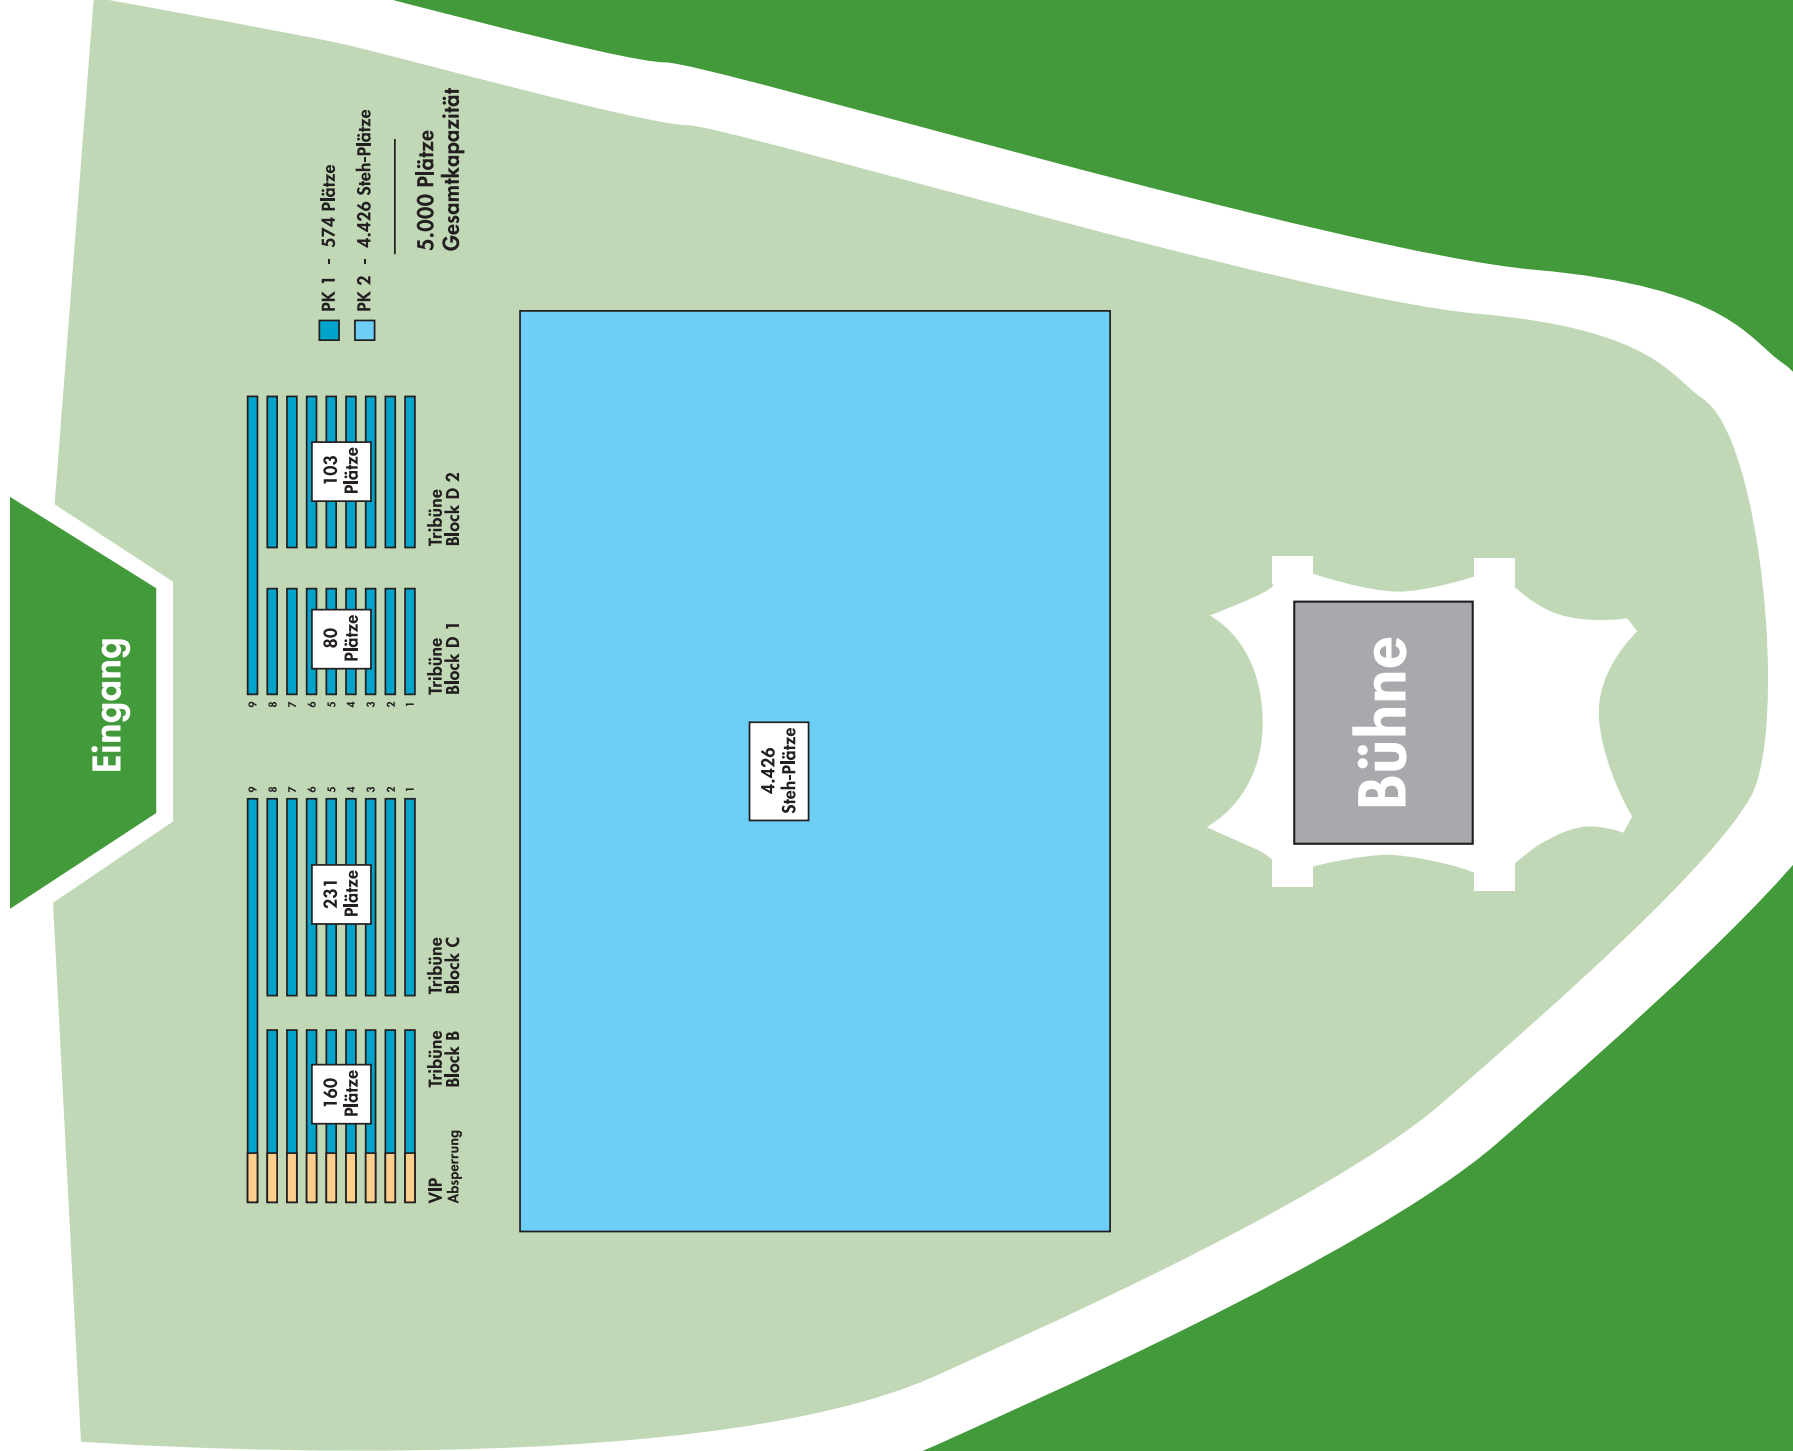 Eingang
PK 1 - 574 Plätze
PK 2 - 4.426 Steh-Plätze
5.000 Plätze
Gesamtkapazität
9
8
7
6
5
4
3
2
1
9
8
7
6
5
4
3
2
1
160
Plätze
231
Plätze
80
Plätze
103
Plätze
VIP
Absperrung
Tribüne
Block B
Tribüne
Block C
Tribüne
Block D 1
Tribüne
Block D 2
4.426
Steh-Plätze
Bühne